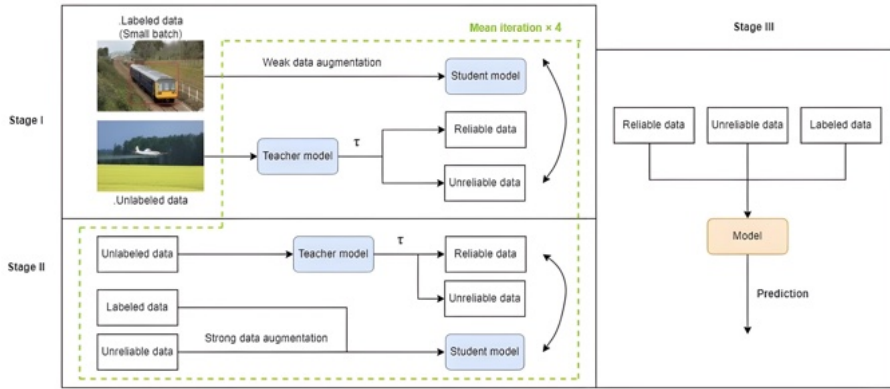 .Labeled data
(Small batch)
Mean iteration × 4
Stage III
Weak data augmentation
Student model
Stage I
Reliable data
Teacher model
τ
Unreliable data
.Unlabeled data
Reliable data
Unreliable data
Labeled data
Model
Prediction
Stage II
Unlabeled data
Teacher model
τ
Reliable data
Unreliable data
Labeled data
Unreliable data
Strong data augmentation
Student model